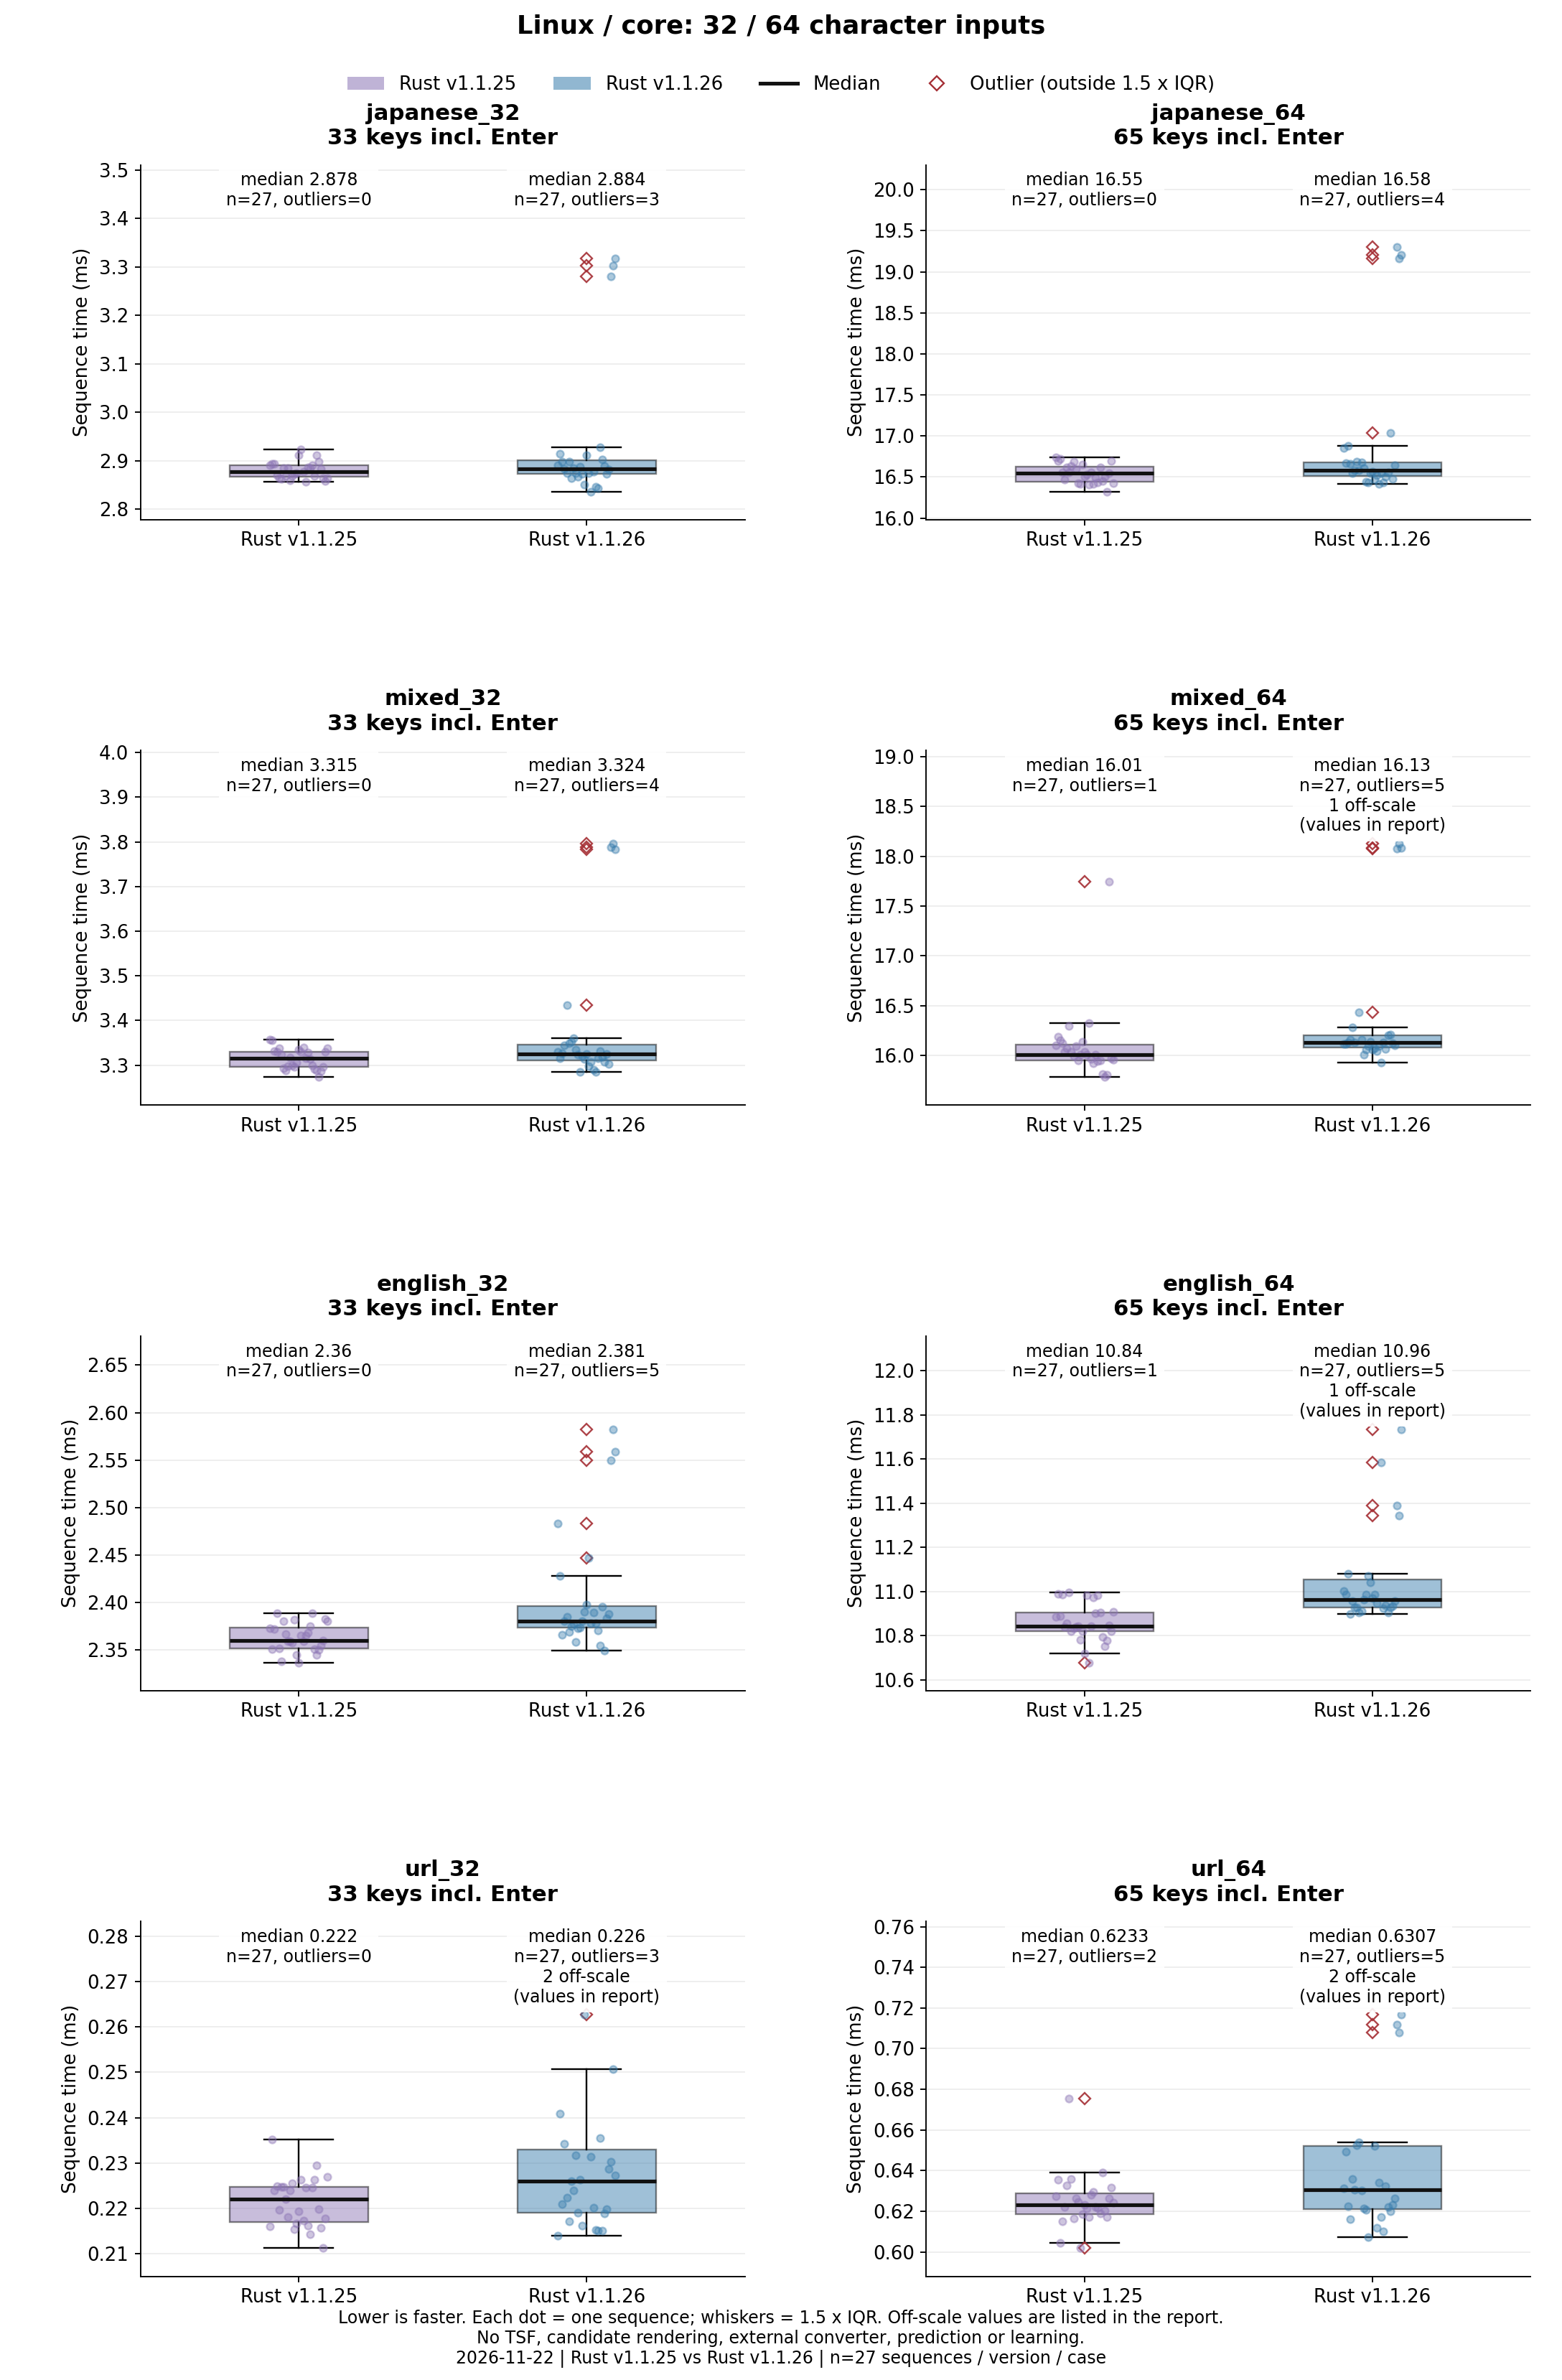 Linux / core: 32 / 64 character inputs
Rust v1.1.25
Rust v1.1.26
Median
Outlier (outside 1.5 x IQR)
japanese_32
33 keys incl. Enter
median 2.878
n=27, outliers=0
median 2.884
n=27, outliers=3
Sequence time (ms)
3.5
3.4
3.3
3.2
3.1
3.0
2.9
2.8
Rust v1.1.25
Rust v1.1.26
japanese_64
65 keys incl. Enter
median 16.55
n=27, outliers=0
median 16.58
n=27, outliers=4
Sequence time (ms)
20.0
19.5
19.0
18.5
18.0
17.5
17.0
16.5
16.0
Rust v1.1.25
Rust v1.1.26
mixed_32
33 keys incl. Enter
median 3.315
n=27, outliers=0
median 3.324
n=27, outliers=4
Sequence time (ms)
4.0
3.9
3.8
3.7
3.6
3.5
3.4
3.3
Rust v1.1.25
Rust v1.1.26
mixed_64
65 keys incl. Enter
median 16.01
n=27, outliers=1
median 16.13
n=27, outliers=5
1 off-scale
(values in report)
Sequence time (ms)
19.0
18.5
18.0
17.5
17.0
16.5
16.0
Rust v1.1.25
Rust v1.1.26
english_32
33 keys incl. Enter
median 2.36
n=27, outliers=0
median 2.381
n=27, outliers=5
Sequence time (ms)
2.65
2.60
2.55
2.50
2.45
2.40
2.35
Rust v1.1.25
Rust v1.1.26
english_64
65 keys incl. Enter
median 10.84
n=27, outliers=1
median 10.96
n=27, outliers=5
1 off-scale
(values in report)
Sequence time (ms)
12.0
11.8
11.6
11.4
11.2
11.0
10.8
10.6
Rust v1.1.25
Rust v1.1.26
url_32
33 keys incl. Enter
median 0.222
n=27, outliers=0
median 0.226
n=27, outliers=3
2 off-scale
(values in report)
Sequence time (ms)
0.28
0.27
0.26
0.25
0.24
0.23
0.22
0.21
Rust v1.1.25
Rust v1.1.26
url_64
65 keys incl. Enter
median 0.6233
n=27, outliers=2
median 0.6307
n=27, outliers=5
2 off-scale
(values in report)
Sequence time (ms)
0.76
0.74
0.72
0.70
0.68
0.66
0.64
0.62
0.60
Rust v1.1.25
Rust v1.1.26
Lower is faster. Each dot = one sequence; whiskers = 1.5 x IQR. Off-scale values are listed in the report.
No TSF, candidate rendering, external converter, prediction or learning.
2026-11-22 | Rust v1.1.25 vs Rust v1.1.26 | n=27 sequences / version / case